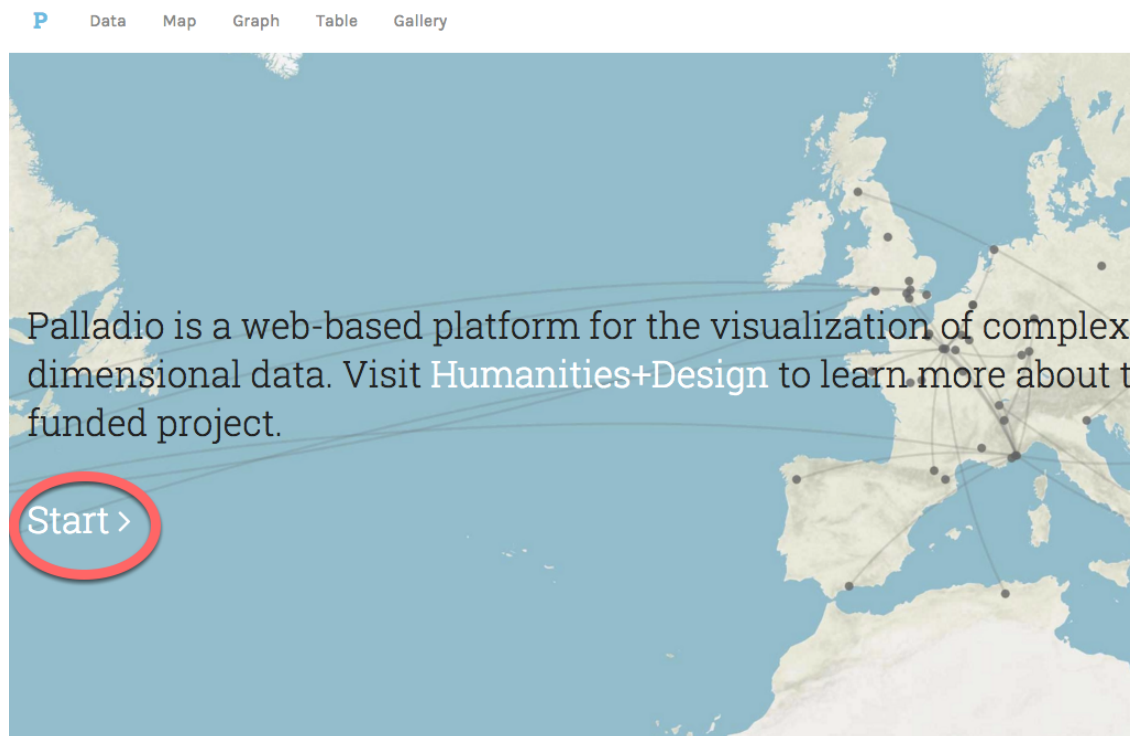 P Data Map Graph Table Gallery
Palladio is a web-based platform for the visualization of complex
dimensional data. Visit Humanities+Design to learn more about t
funded project.
Start >